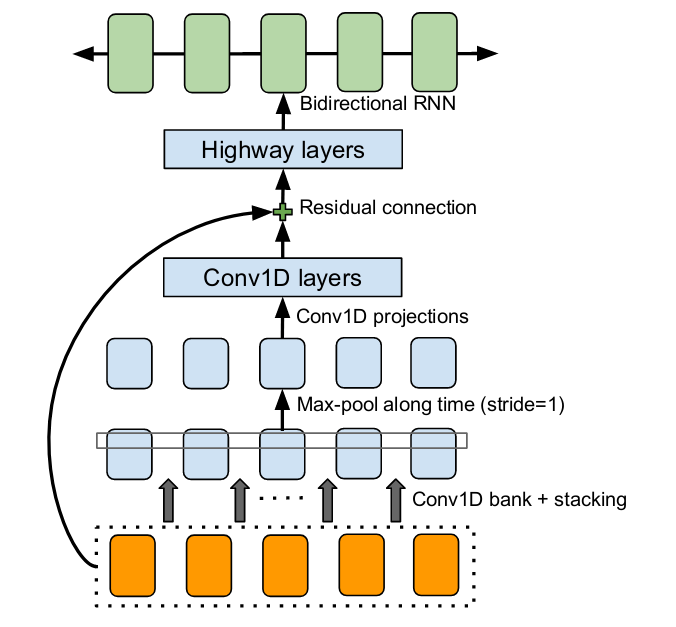 Bidirectional RNN
Highway layers
Residual connection
Conv1D layers
Conv1D projections
Max-pool along time (stride=1)
Conv1D bank + stacking